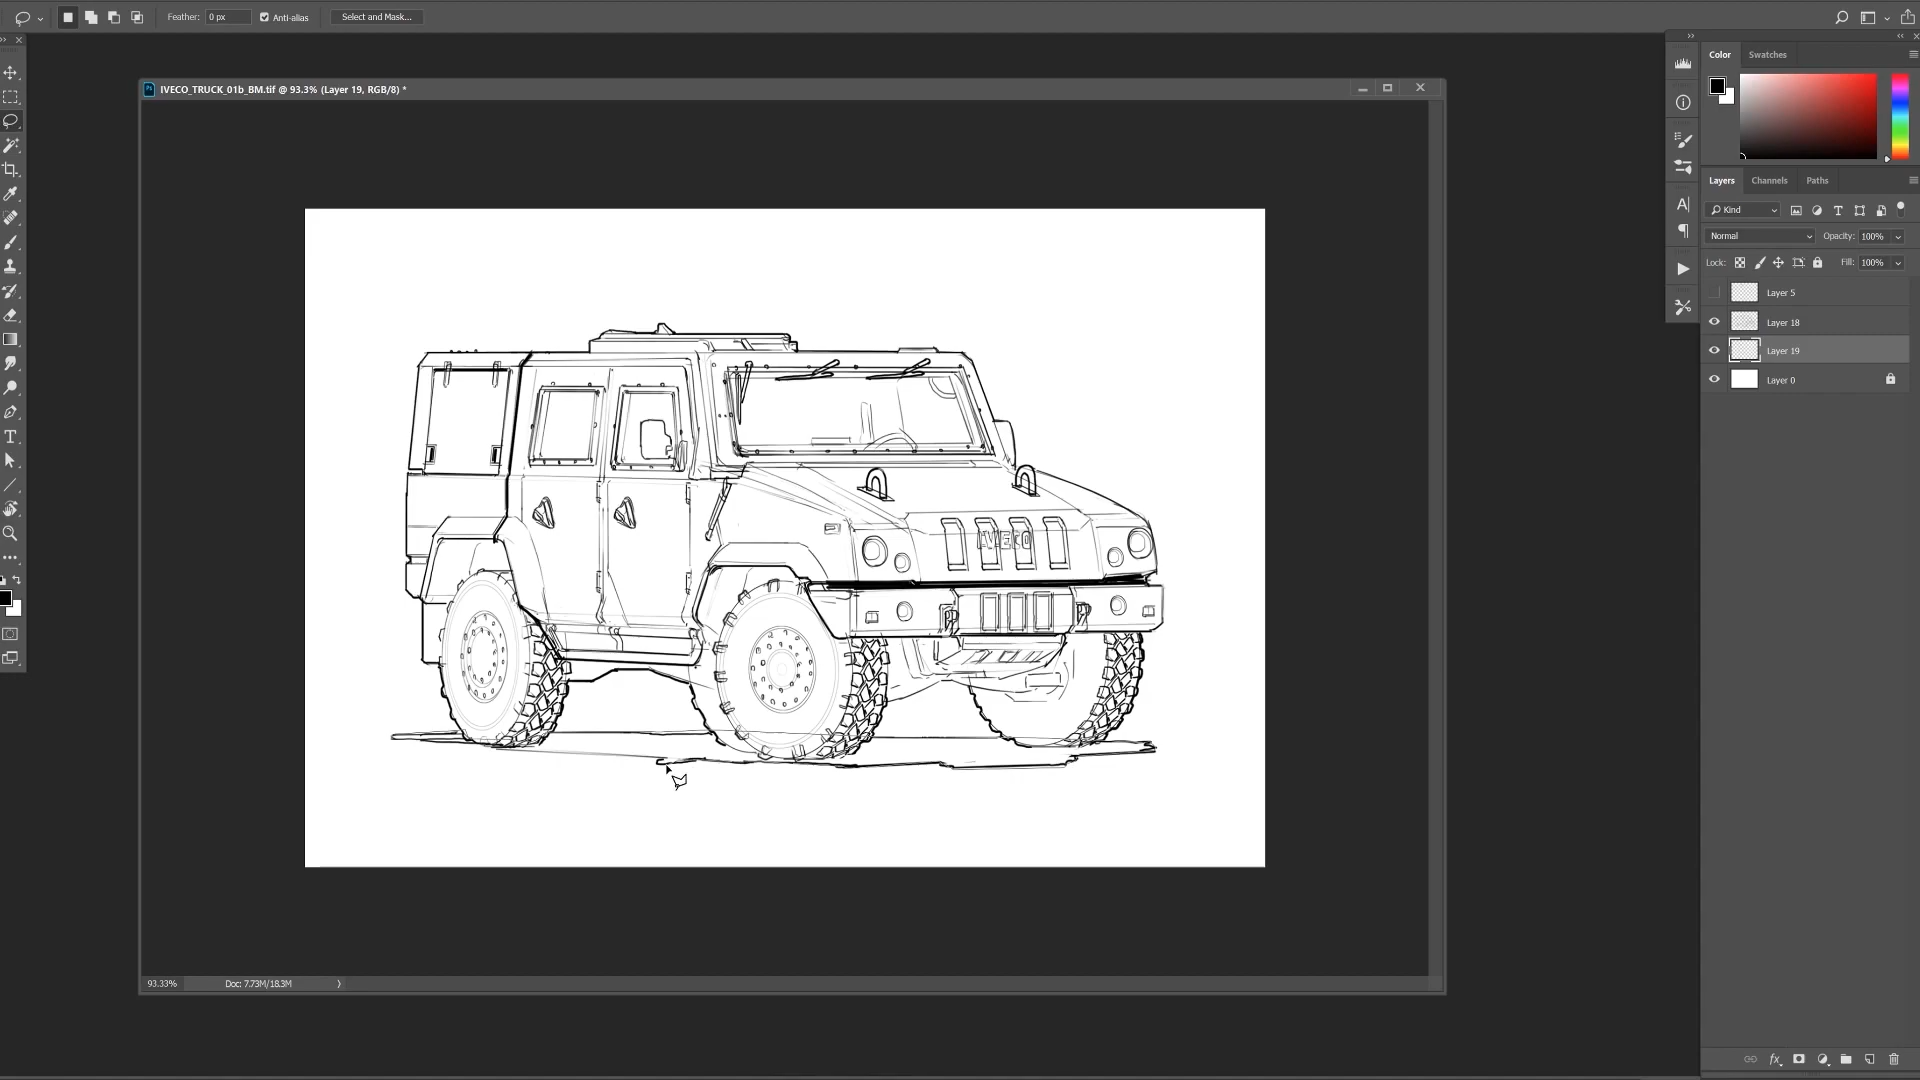 Feather: 0 px Anti-alias Select and Mask...
IVECO_TRUCK_01b_BM.tif @ 93.3% (Layer 19, RGB/8) *
Color Swatches
Layers Channels Paths
Kind
Normal Opacity: 100%
Lock: Fill: 100%
Layer 5
Layer 18
Layer 19
Layer 0
IVECO
93.33% Doc: 7.73M/18.3M